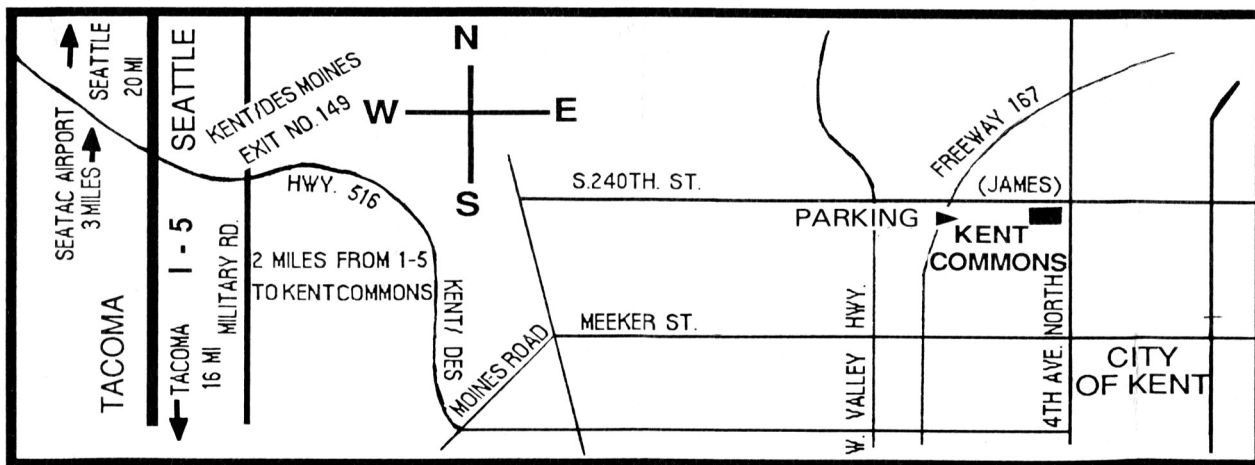 SEATTLE
20 MI
SEATAC AIRPORT
3 MILES
TACOMA
SEATTLE
I - 5
TACOMA
16 MI
MILITARY RD.
KENT/DES MOINES
EXIT NO. 149
HWY. 516
2 MILES FROM 1-5
TO KENT COMMONS
KENT/ DES
MOINES ROAD
N
W E
S
S.240TH. ST.
(JAMES)
FREEWAY 167
PARKING
KENT
COMMONS
MEEKER ST.
W. VALLEY HWY.
4TH AVE. NORTH
CITY
OF KENT